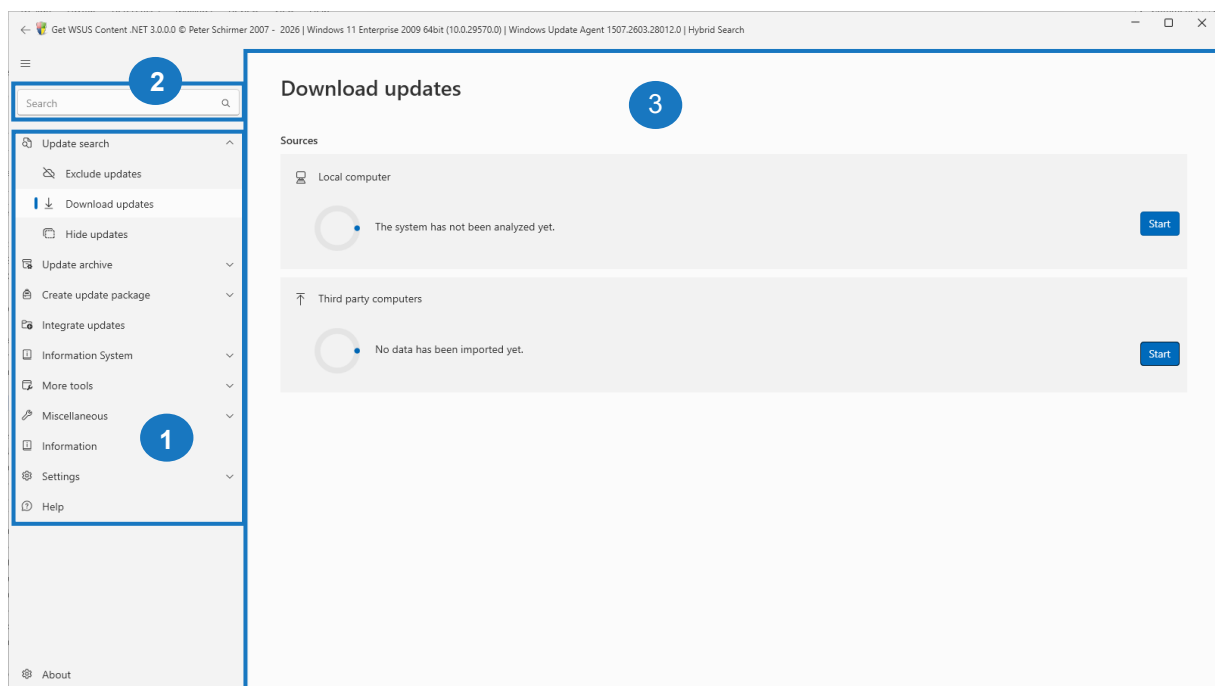 Get WSUS Content .NET 3.0.0.0 © Peter Schirmer 2007 - 2026 | Windows 11 Enterprise 2009 64bit (10.0.29570.0) | Windows Update Agent 1507.2603.28012.0 | Hybrid Search
2
Search
Update search
Exclude updates
Download updates
Hide updates
Update archive
Create update package
Integrate updates
Information System
More tools
Miscellaneous
1
Information
Settings
Help
About
Download updates
3
Sources
Local computer
The system has not been analyzed yet.
Start
Third party computers
No data has been imported yet.
Start